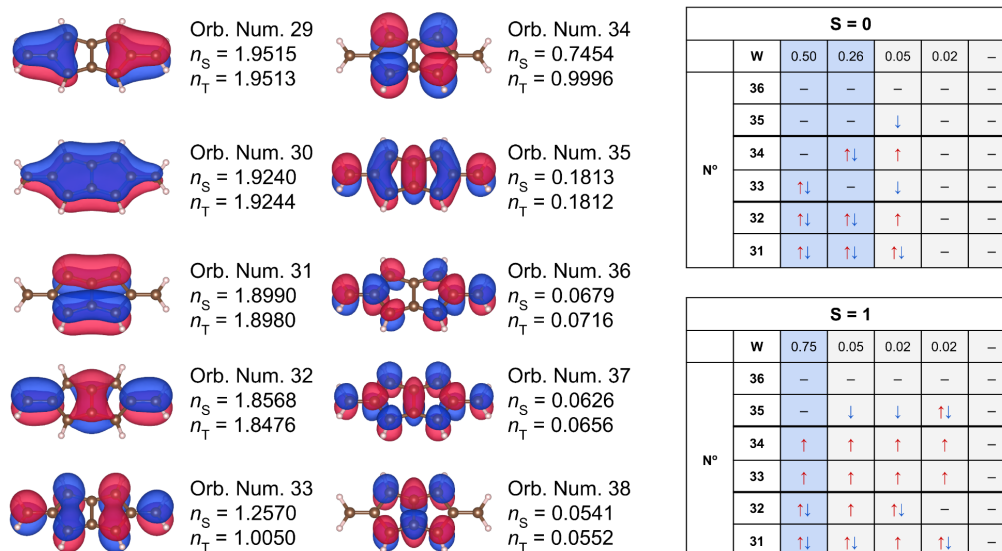 Orb. Num. 29
nS = 1.9515
nT = 1.9513
Orb. Num. 30
nS = 1.9240
nT = 1.9244
Orb. Num. 31
nS = 1.8990
nT = 1.8980
Orb. Num. 32
nS = 1.8568
nT = 1.8476
Orb. Num. 33
nS = 1.2570
nT = 1.0050
Orb. Num. 34
nS = 0.7454
nT = 0.9996
Orb. Num. 35
nS = 0.1813
nT = 0.1812
Orb. Num. 36
nS = 0.0679
nT = 0.0716
Orb. Num. 37
nS = 0.0626
nT = 0.0656
Orb. Num. 38
nS = 0.0541
nT = 0.0552
S = 0
W 0.50 0.26 0.05 0.02 –
36 – – – – –
35 – – ↓ – –
34 – ↑↓ ↑ – –
Nº
33 ↑↓ – ↓ – –
32 ↑↓ ↑↓ ↑ – –
31 ↑↓ ↑↓ ↑↓ – –
S = 1
W 0.75 0.05 0.02 0.02 –
36 – – – – –
35 – ↓ ↓ ↑↓ –
34 ↑ ↑ ↑ ↑ –
Nº
33 ↑ ↑ ↑ ↑ –
32 ↑↓ ↑ ↑↓ – –
31 ↑↓ ↑↓ ↑ ↑↓ –